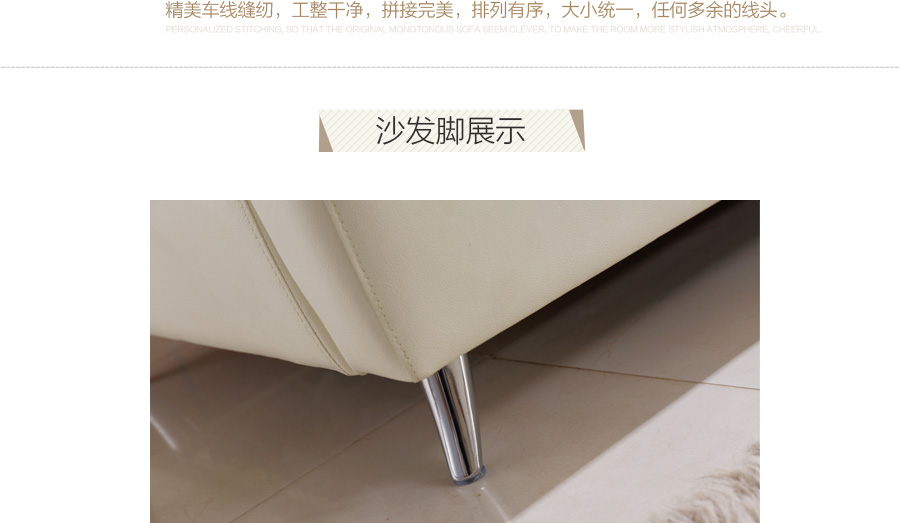 精美车线缝纫，工整干净，拼接完美，排列有序，大小统一，任何多余的线头。
PERSONALIZED STITCHING, SO THAT THE ORIGINAL MONOTONOUS SOFA SEEM CLEVER, TO MAKE THE ROOM MORE STYLISH ATMOSPHERE, CHEERFUL.
沙发脚展示